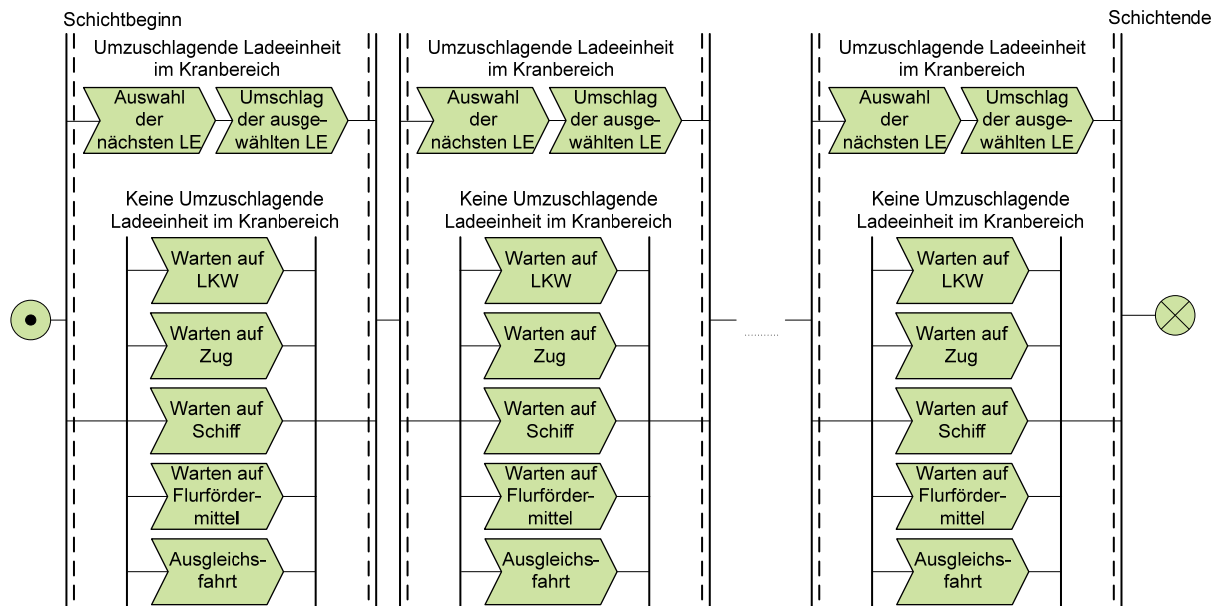 Schichtbeginn
Schichtende
Umzuschlagende Ladeeinheit
im Kranbereich
Auswahl
der
nächsten LE
Umschlag
der ausge-
wählten LE
Keine Umzuschlagende
Ladeeinheit im Kranbereich
Warten auf
LKW
Warten auf
Zug
Warten auf
Schiff
Warten auf
Flurförder-
mittel
Ausgleichs-
fahrt
Umzuschlagende Ladeeinheit
im Kranbereich
Auswahl
der
nächsten LE
Umschlag
der ausge-
wählten LE
Keine Umzuschlagende
Ladeeinheit im Kranbereich
Warten auf
LKW
Warten auf
Zug
Warten auf
Schiff
Warten auf
Flurförder-
mittel
Ausgleichs-
fahrt
Umzuschlagende Ladeeinheit
im Kranbereich
Auswahl
der
nächsten LE
Umschlag
der ausge-
wählten LE
Keine Umzuschlagende
Ladeeinheit im Kranbereich
Warten auf
LKW
Warten auf
Zug
Warten auf
Schiff
Warten auf
Flurförder-
mittel
Ausgleichs-
fahrt